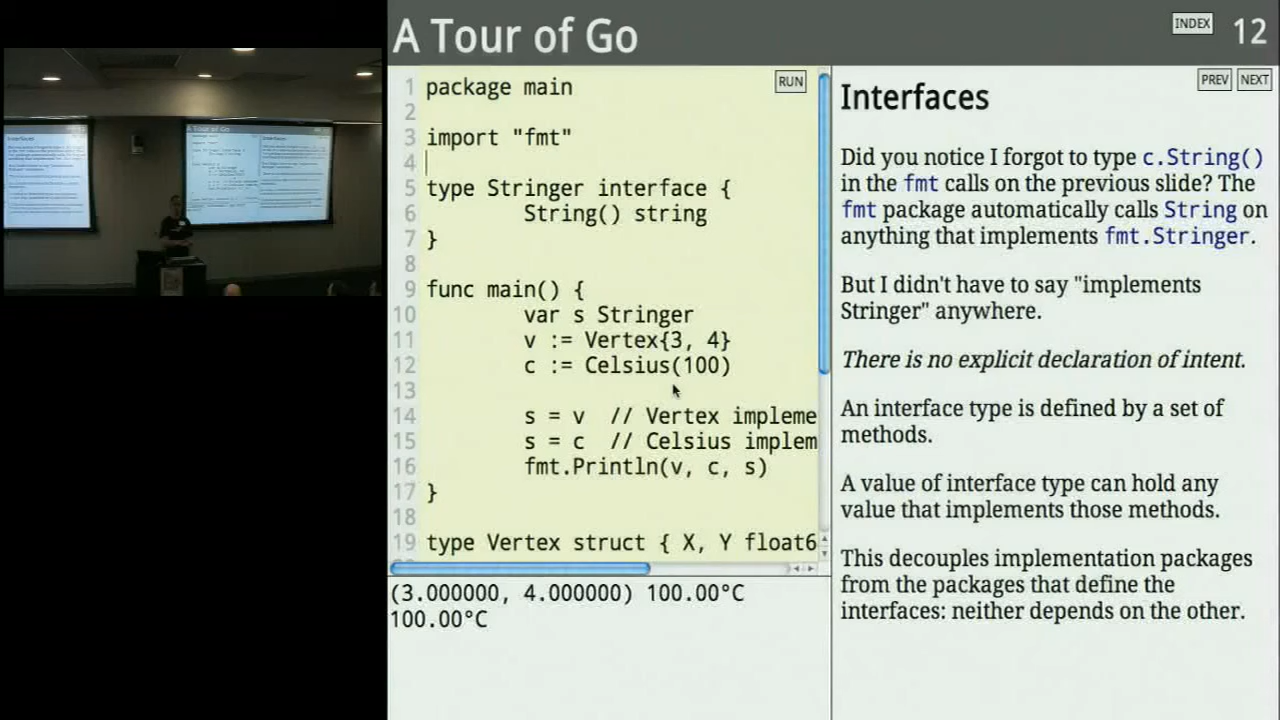 A Tour of Go
INDEX
12
1 package main
2
3 import "fmt"
4
5 type Stringer interface {
6 String() string
7 }
8
9 func main() {
10 var s Stringer
11 v := Vertex{3, 4}
12 c := Celsius(100)
13
14 s = v // Vertex impleme
15 s = c // Celsius implem
16 fmt.Println(v, c, s)
17 }
18
19 type Vertex struct { X, Y float6
RUN
(3.000000, 4.000000) 100.00°C
100.00°C
PREV
NEXT
Interfaces
Did you notice I forgot to type c.String()
in the fmt calls on the previous slide? The
fmt package automatically calls String on
anything that implements fmt.Stringer.
But I didn't have to say "implements
Stringer" anywhere.
There is no explicit declaration of intent.
An interface type is defined by a set of
methods.
A value of interface type can hold any
value that implements those methods.
This decouples implementation packages
from the packages that define the
interfaces: neither depends on the other.
A Tour of Go